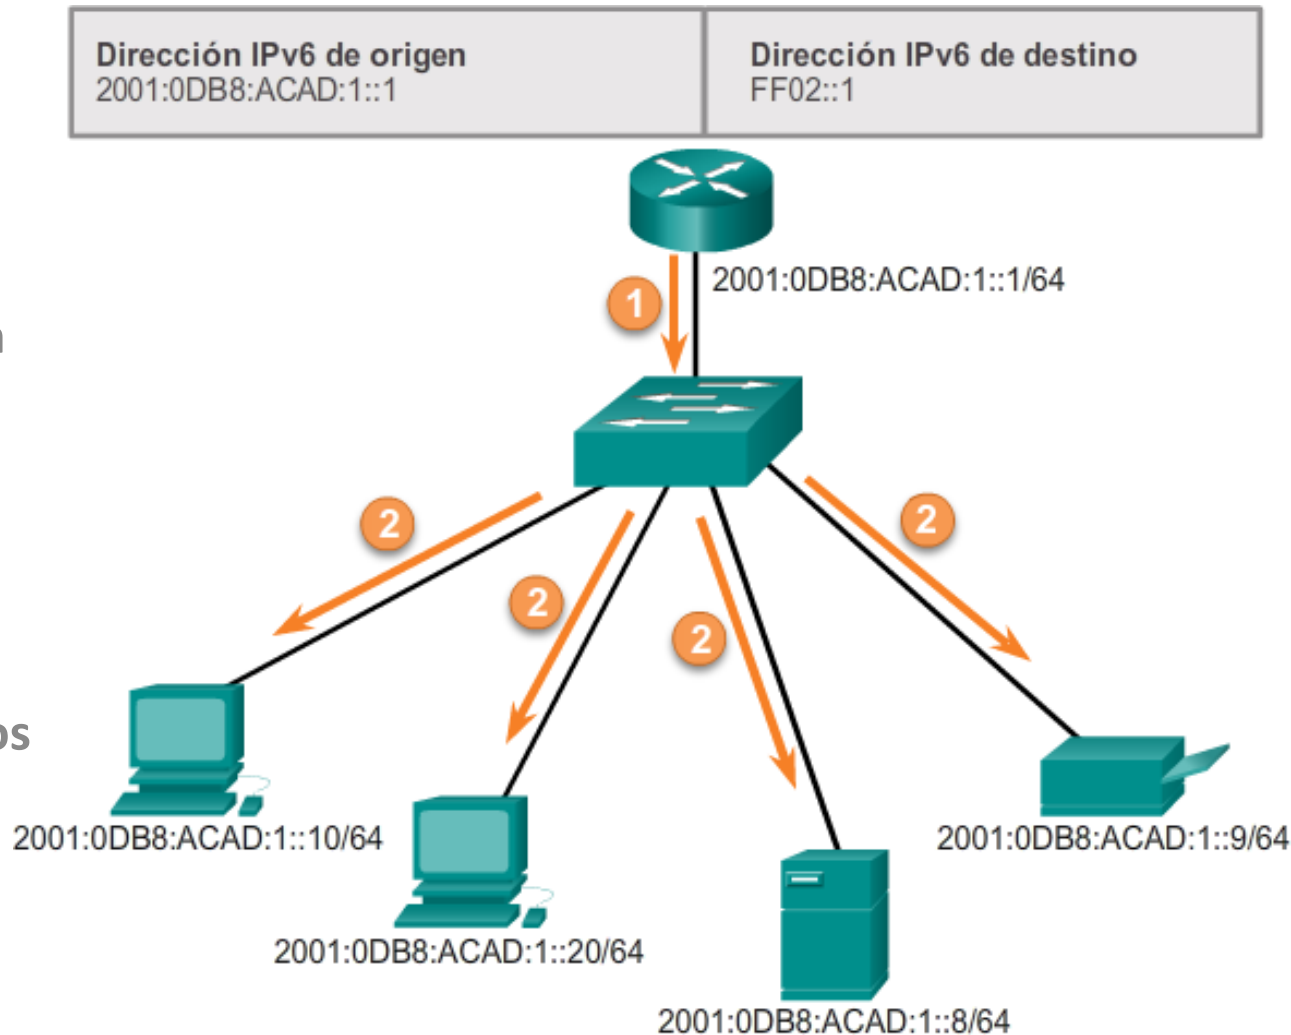 Dirección IPv6 de origen
2001:0DB8:ACAD:1::1
Dirección IPv6 de destino
FF02::1
2001:0DB8:ACAD:1::1/64
1
2
2
2
2
2001:0DB8:ACAD:1::10/64
2001:0DB8:ACAD:1::20/64
2001:0DB8:ACAD:1::8/64
2001:0DB8:ACAD:1::9/64